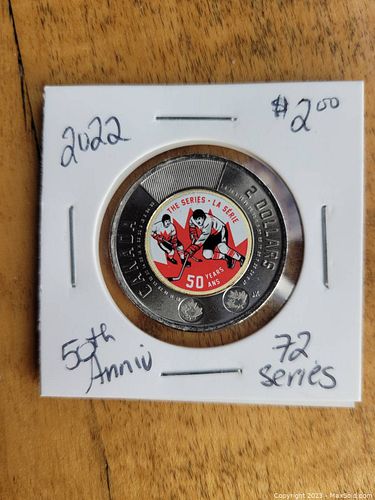 2022
$2.00
THE SERIES • LA SÉRIE
CANADA
2 DOLLARS
50 YEARS
ANS
50th
Anniv
72
series
Copyright 2023 - MaxSold.com